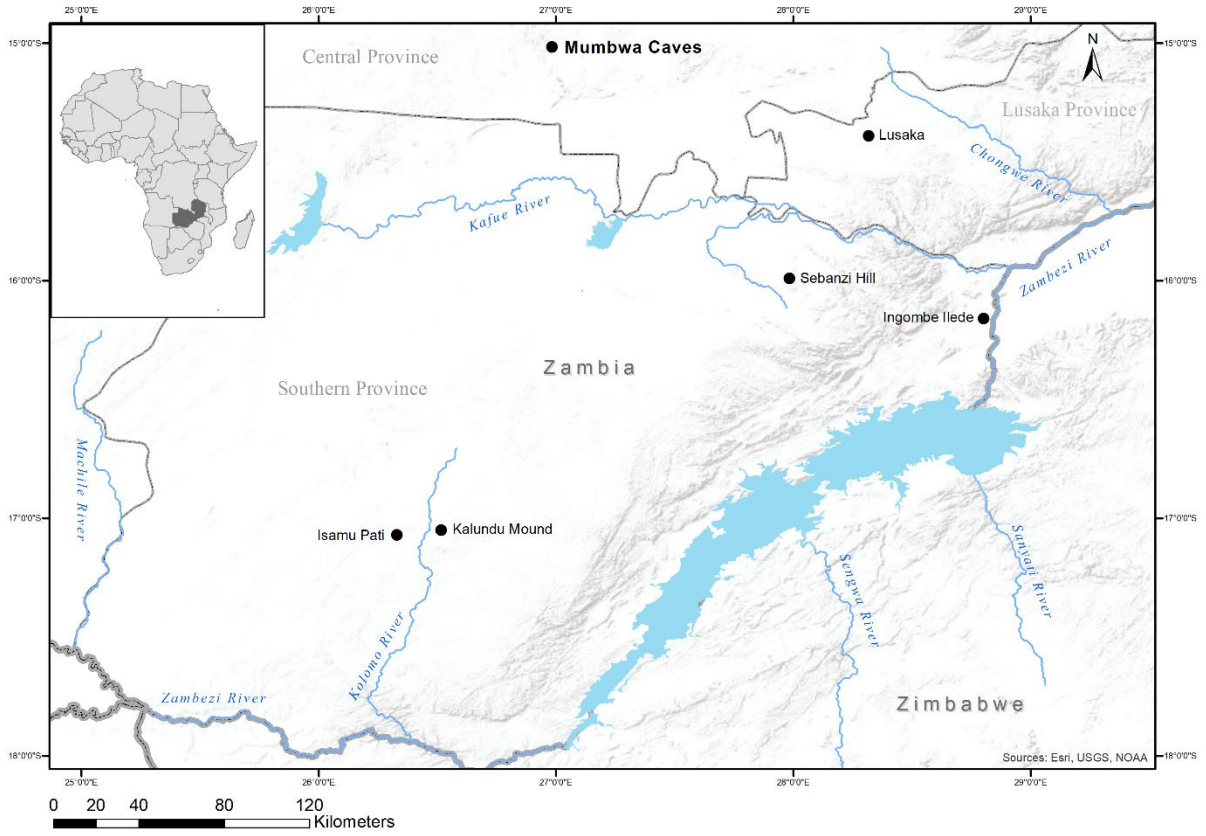 25°0'0"E
26°0'0"E
27°0'0"E
28°0'0"E
29°0'0"E
15°0'0"S
15°0'0"S
Central Province
Mumbwa Caves
N
Lusaka Province
Lusaka
Chongwe River
Kafue River
16°0'0"S
16°0'0"S
Sebanzi Hill
Zambezi River
Ingombe Ilede
Zambia
Southern Province
Machile River
17°0'0"S
17°0'0"S
Isamu Pati
Kalundu Mound
Sanyati River
Sengwa River
Kolomo River
Zambezi River
Zimbabwe
18°0'0"S
18°0'0"S
Sources: Esri, USGS, NOAA
25°0'0"E
26°0'0"E
27°0'0"E
28°0'0"E
29°0'0"E
0 20 40 80 120
Kilometers